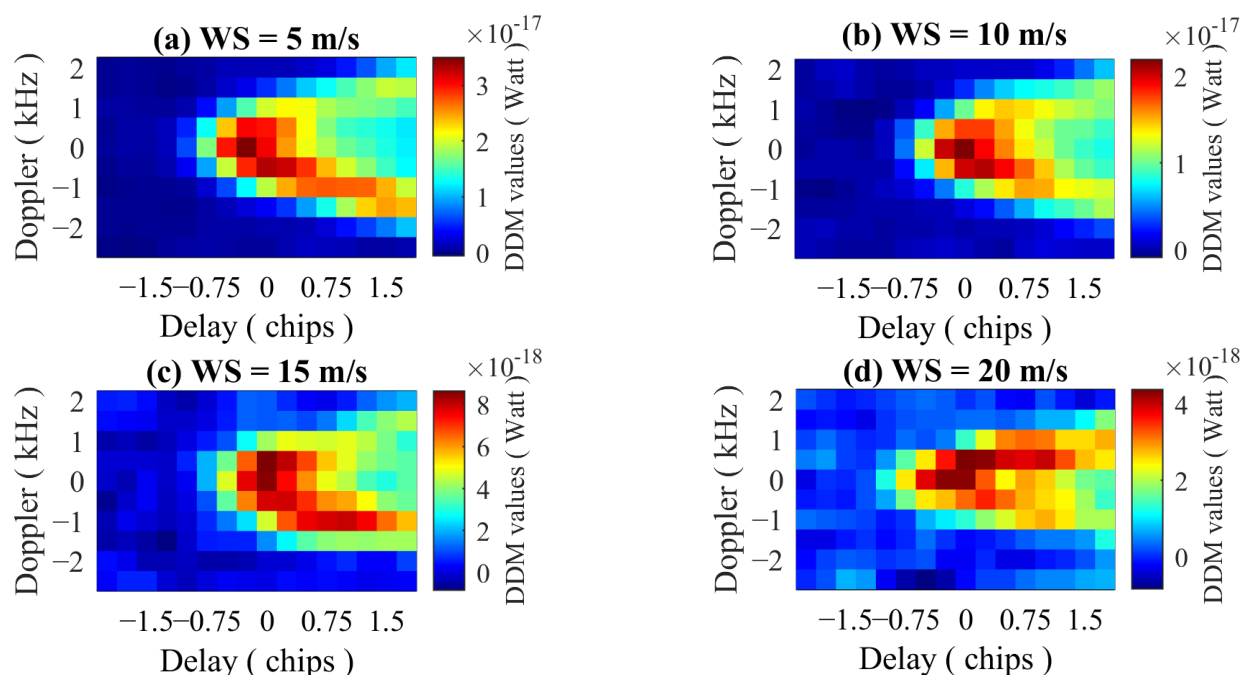 (a) WS = 5 m/s
×10-17
2
1
0
−1
−2
Doppler ( kHz )
−1.5 −0.75 0 0.75 1.5
Delay ( chips )
3
2
1
0
DDM values ( Watt )
(b) WS = 10 m/s
×10-17
2
1
0
−1
−2
Doppler ( kHz )
−1.5 −0.75 0 0.75 1.5
Delay ( chips )
2
1
0
DDM values ( Watt )
(c) WS = 15 m/s
×10-18
2
1
0
−1
−2
Doppler ( kHz )
−1.5 −0.75 0 0.75 1.5
Delay ( chips )
8
6
4
2
0
DDM values ( Watt )
(d) WS = 20 m/s
×10-18
2
1
0
−1
−2
Doppler ( kHz )
−1.5 −0.75 0 0.75 1.5
Delay ( chips )
4
2
0
DDM values ( Watt )